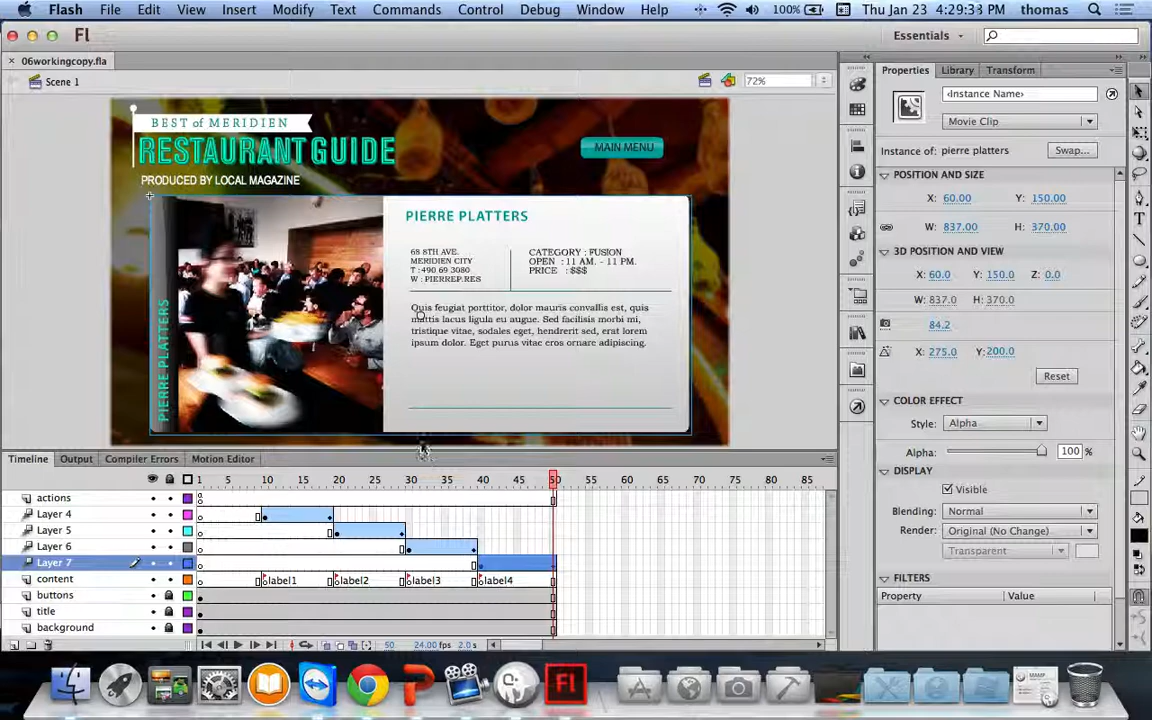 Flash File Edit View Insert Modify Text Commands Control Debug Window Help 100% Thu Jan 23 4:29:33 PM thomas
Fl Essentials
× 06workingcopy.fla
Scene 1 72%
BEST of MERIDIEN
RESTAURANT GUIDE
PRODUCED BY LOCAL MAGAZINE
MAIN MENU
PIERRE PLATTERS
PIERRE PLATTERS
68 8TH AVE.
MERIDIEN CITY
T : 490 69 3080
W : PIERREP.RES
CATEGORY : FUSION
OPEN : 11 AM. - 11 PM.
PRICE : $$$
Quis feugiat porttitor, dolor mauris convallis est, quis
mattis lacus ligula eu augue. Sed facilisis morbi mi,
tristique vitae, sodales eget, hendrerit sed, erat lorem
ipsum dolor. Eget purus vitae eros ornare adipiscing.
Properties Library Transform
<Instance Name>
Movie Clip
Instance of: pierre platters Swap...
POSITION AND SIZE
X: 60.00 Y: 150.00
W: 837.00 H: 370.00
3D POSITION AND VIEW
X: 60.0 Y: 150.0 Z: 0.0
W: 837.0 H: 370.0
84.2
X: 275.0 Y: 200.0
Reset
COLOR EFFECT
Style: Alpha
Alpha: 100 %
DISPLAY
Visible
Blending: Normal
Render: Original (No Change)
Transparent
FILTERS
Property Value
Timeline Output Compiler Errors Motion Editor
1 5 10 15 20 25 30 35 40 45 50 55 60 65 70 75 80 85
actions
Layer 4
Layer 5
Layer 6
Layer 7
content label1 label2 label3 label4
buttons
title
background
50 24.00 fps 2.0 s
Fl